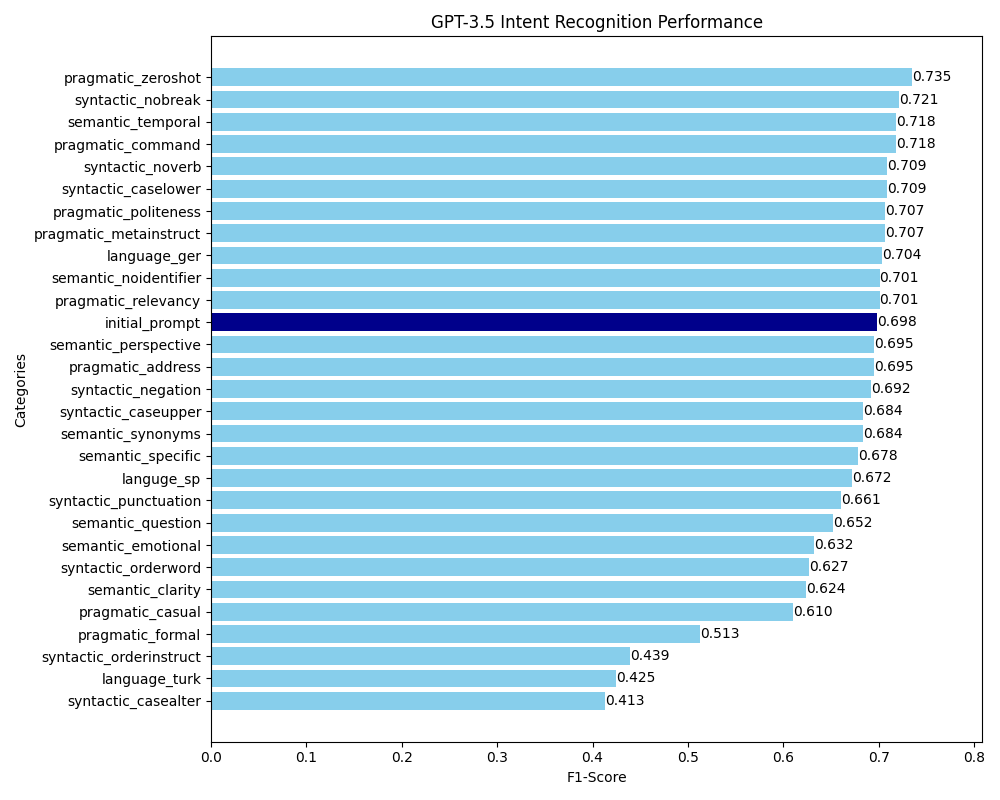 GPT-3.5 Intent Recognition Performance
pragmatic_zeroshot 0.735
syntactic_nobreak 0.721
semantic_temporal 0.718
pragmatic_command 0.718
syntactic_noverb 0.709
syntactic_caselower 0.709
pragmatic_politeness 0.707
pragmatic_metainstruct 0.707
language_ger 0.704
semantic_noidentifier 0.701
pragmatic_relevancy 0.701
initial_prompt 0.698
semantic_perspective 0.695
pragmatic_address 0.695
syntactic_negation 0.692
syntactic_caseupper 0.684
semantic_synonyms 0.684
semantic_specific 0.678
languge_sp 0.672
syntactic_punctuation 0.661
semantic_question 0.652
semantic_emotional 0.632
syntactic_orderword 0.627
semantic_clarity 0.624
pragmatic_casual 0.610
pragmatic_formal 0.513
syntactic_orderinstruct 0.439
language_turk 0.425
syntactic_casealter 0.413
Categories
0.0 0.1 0.2 0.3 0.4 0.5 0.6 0.7 0.8
F1-Score